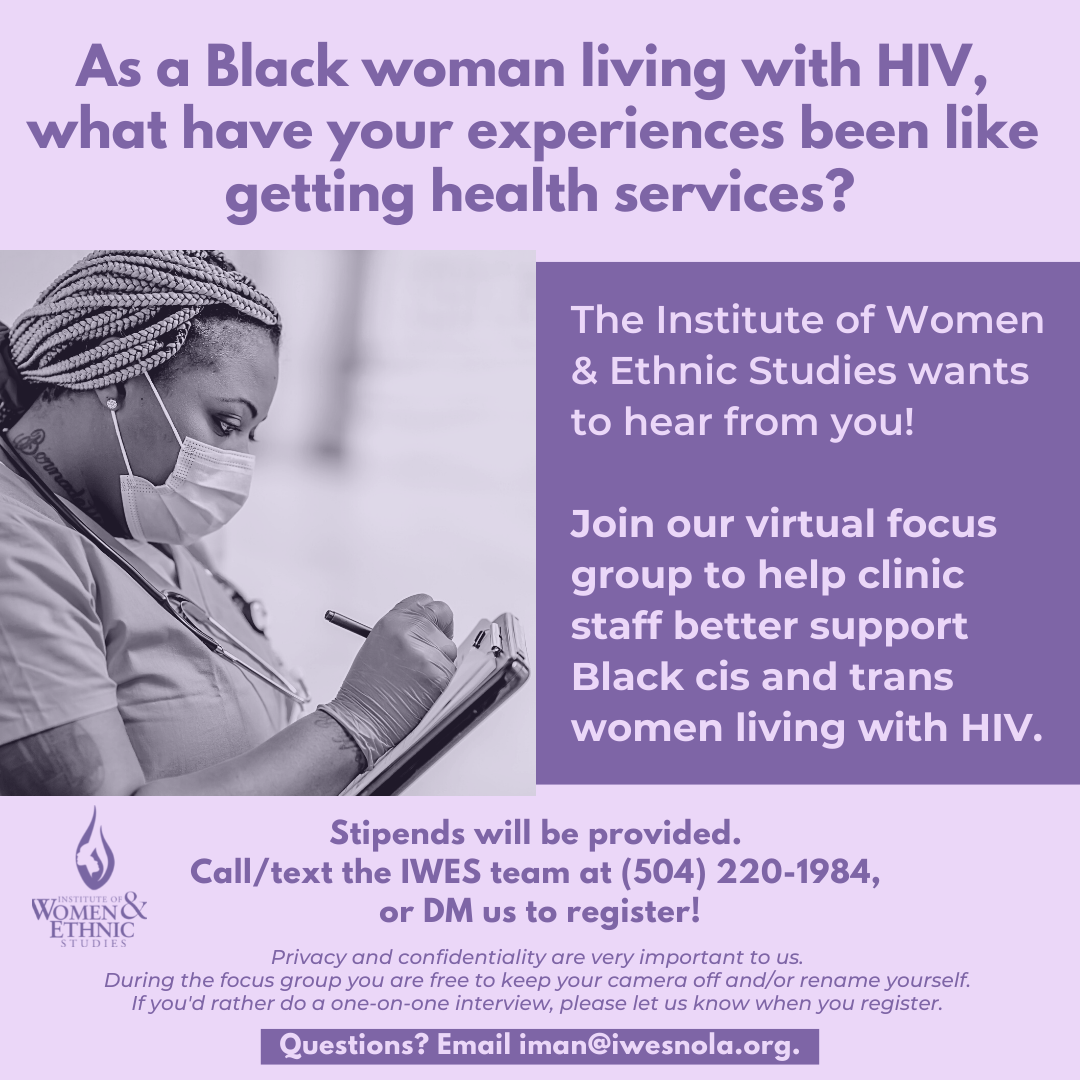 As a Black woman living with HIV,
what have your experiences been like
getting health services?
The Institute of Women
& Ethnic Studies wants
to hear from you!
Join our virtual focus
group to help clinic
staff better support
Black cis and trans
women living with HIV.
Stipends will be provided.
Call/text the IWES team at (504) 220-1984,
or DM us to register!
INSTITUTE OF
WOMEN &
ETHNIC
STUDIES
Privacy and confidentiality are very important to us.
During the focus group you are free to keep your camera off and/or rename yourself.
If you'd rather do a one-on-one interview, please let us know when you register.
Questions? Email iman@iwesnola.org.